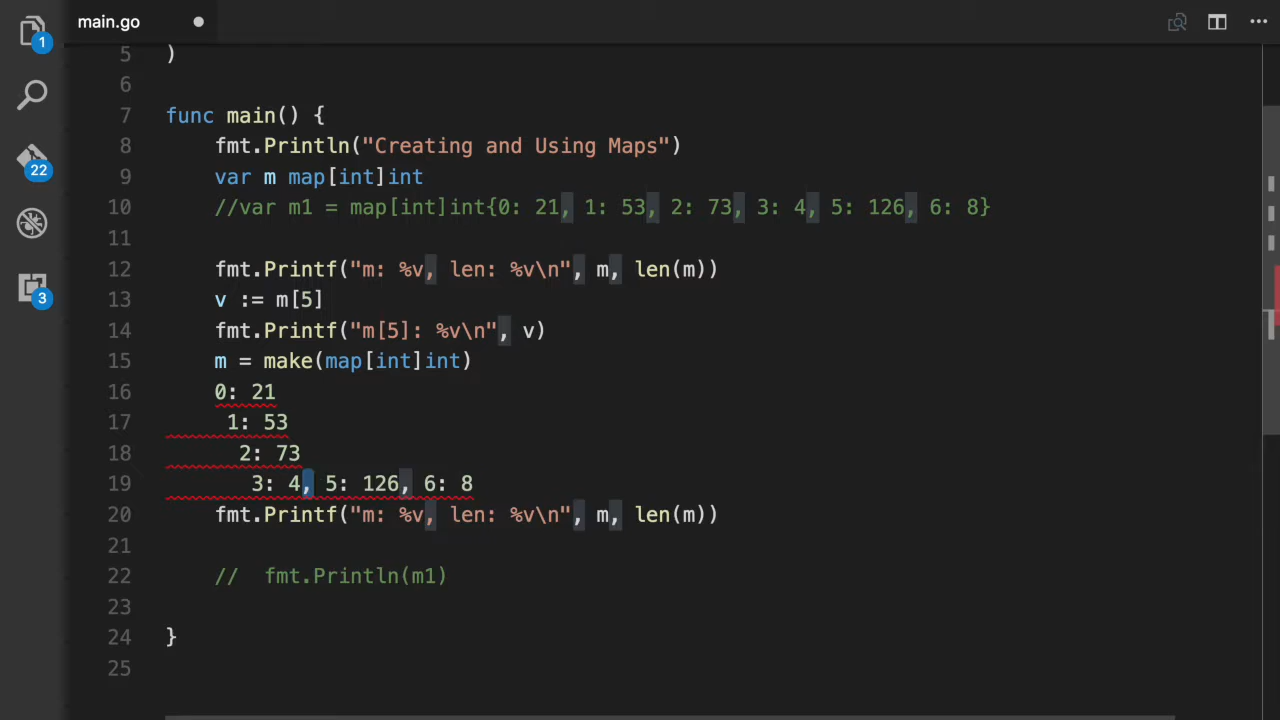 main.go
1
22
3
5 )
6
7 func main() {
8 fmt.Println("Creating and Using Maps")
9 var m map[int]int
10 //var m1 = map[int]int{0: 21, 1: 53, 2: 73, 3: 4, 5: 126, 6: 8}
11
12 fmt.Printf("m: %v, len: %v\n", m, len(m))
13 v := m[5]
14 fmt.Printf("m[5]: %v\n", v)
15 m = make(map[int]int)
16 0: 21
17 1: 53
18 2: 73
19 3: 4, 5: 126, 6: 8
20 fmt.Printf("m: %v, len: %v\n", m, len(m))
21
22 //  fmt.Println(m1)
23
24 }
25